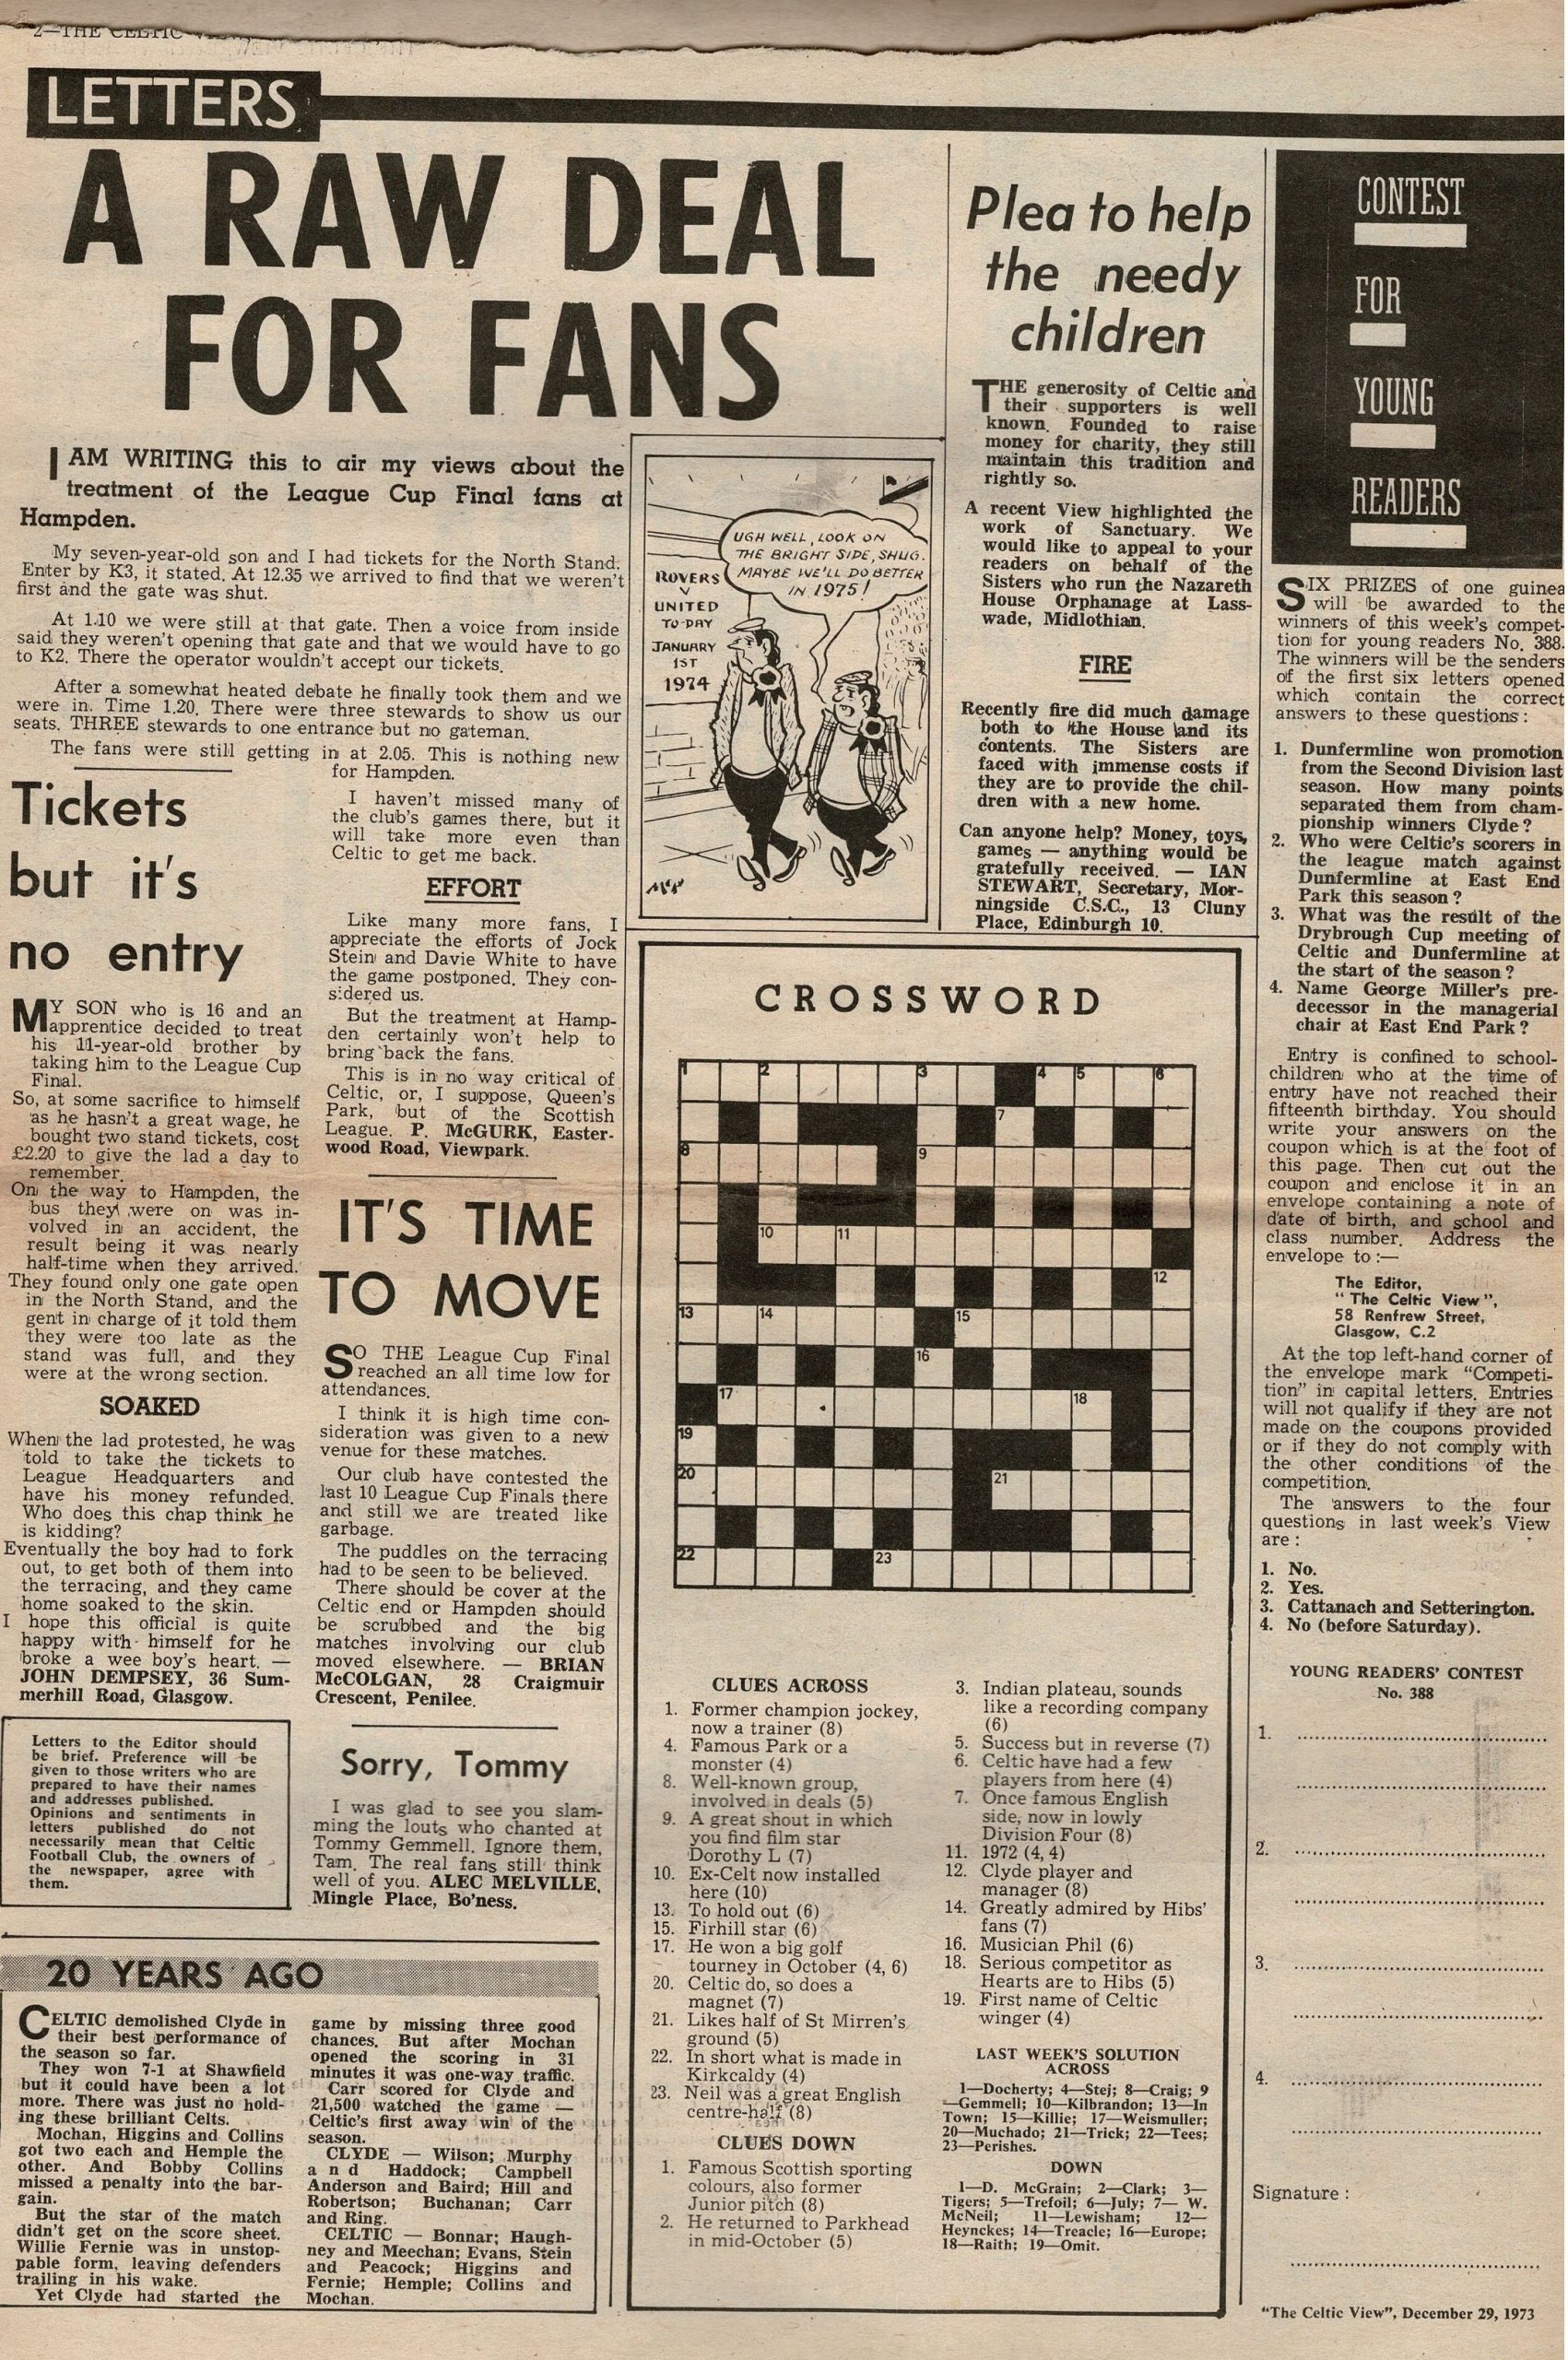 2—THE CELTIC
LETTERS
A RAW DEAL
FOR FANS
I AM WRITING this to air my views about the
treatment of the League Cup Final fans at
Hampden.
My seven-year-old son and I had tickets for the North Stand.
Enter by K3, it stated. At 12.35 we arrived to find that we weren't
first and the gate was shut.
At 1.10 we were still at that gate. Then a voice from inside
said they weren't opening that gate and that we would have to go
to K2. There the operator wouldn't accept our tickets.
After a somewhat heated debate he finally took them and we
were in. Time 1.20. There were three stewards to show us our
seats. THREE stewards to one entrance but no gateman.
The fans were still getting in at 2.05. This is nothing new
for Hampden.
I haven't missed many of
the club's games there, but it
will take more even than
Celtic to get me back.
EFFORT
Like many more fans, I
appreciate the efforts of Jock
Stein and Davie White to have
the game postponed. They con-
sidered us.
But the treatment at Hamp-
den certainly won't help to
bring back the fans.
This is in no way critical of
Celtic, or, I suppose, Queen's
Park, but of the Scottish
League. P. McGURK, Easter-
wood Road, Viewpark.
Tickets
but it's
no entry
MY SON who is 16 and an
apprentice decided to treat
his 11-year-old brother by
taking him to the League Cup
Final.
So, at some sacrifice to himself
as he hasn't a great wage, he
bought two stand tickets, cost
£2.20 to give the lad a day to
remember.
On the way to Hampden, the
bus they were on was in-
volved in an accident, the
result being it was nearly
half-time when they arrived.
They found only one gate open
in the North Stand, and the
gent in charge of it told them
they were too late as the
stand was full, and they
were at the wrong section.
SOAKED
When the lad protested, he was
told to take the tickets to
League Headquarters and
have his money refunded.
Who does this chap think he
is kidding?
Eventually the boy had to fork
out, to get both of them into
the terracing, and they came
home soaked to the skin.
I hope this official is quite
happy with himself for he
broke a wee boy's heart. —
JOHN DEMPSEY, 36 Sum-
merhill Road, Glasgow.
Letters to the Editor should
be brief. Preference will be
given to those writers who are
prepared to have their names
and addresses published.
Opinions and sentiments in
letters published do not
necessarily mean that Celtic
Football Club, the owners of
the newspaper, agree with
them.
IT'S TIME
TO MOVE
SO THE League Cup Final
reached an all time low for
attendances.
I think it is high time con-
sideration was given to a new
venue for these matches.
Our club have contested the
last 10 League Cup Finals there
and still we are treated like
garbage.
The puddles on the terracing
had to be seen to be believed.
There should be cover at the
Celtic end or Hampden should
be scrubbed and the big
matches involving our club
moved elsewhere. — BRIAN
McCOLGAN, 28 Craigmuir
Crescent, Penilee.
Sorry, Tommy
I was glad to see you slam-
ming the louts who chanted at
Tommy Gemmell. Ignore them,
Tam. The real fans still think
well of you. ALEC MELVILLE,
Mingle Place, Bo'ness.
20 YEARS AGO
CELTIC demolished Clyde in
their best performance of
the season so far.
They won 7-1 at Shawfield
but it could have been a lot
more. There was just no hold-
ing these brilliant Celts.
Mochan, Higgins and Collins
got two each and Hemple the
other. And Bobby Collins
missed a penalty into the bar-
gain.
But the star of the match
didn't get on the score sheet.
Willie Fernie was in unstop-
pable form, leaving defenders
trailing in his wake.
Yet Clyde had started the
game by missing three good
chances. But after Mochan
opened the scoring in 31
minutes it was one-way traffic.
Carr scored for Clyde and
21,500 watched the game —
Celtic's first away win of the
season.
CLYDE — Wilson; Murphy
and Haddock; Campbell
Anderson and Baird; Hill and
Robertson; Buchanan; Carr
and Ring.
CELTIC — Bonnar; Haugh-
ney and Meechan; Evans, Stein
and Peacock; Higgins and
Fernie; Hemple; Collins and
Mochan.
UGH WELL, LOOK ON
THE BRIGHT SIDE, SHUG.
MAYBE WE'LL DO BETTER
IN 1975!
ROVERS
V
UNITED
TO-DAY
JANUARY
1ST
1974
Plea to help
the needy
children
THE generosity of Celtic and
their supporters is well
known. Founded to raise
money for charity, they still
maintain this tradition and
rightly so.
A recent View highlighted the
work of Sanctuary. We
would like to appeal to your
readers on behalf of the
Sisters who run the Nazareth
House Orphanage at Lass-
wade, Midlothian.
FIRE
Recently fire did much damage
both to the House and its
contents. The Sisters are
faced with immense costs if
they are to provide the chil-
dren with a new home.
Can anyone help? Money, toys,
games — anything would be
gratefully received. — IAN
STEWART, Secretary, Mor-
ningside C.S.C., 13 Cluny
Place, Edinburgh 10.
CROSSWORD
1 2 3 4 5 6
7
8 9
10 11
12
13 14 15
16
17 18
19
20 21
22 23
CLUES ACROSS
1. Former champion jockey,
now a trainer (8)
4. Famous Park or a
monster (4)
8. Well-known group,
involved in deals (5)
9. A great shout in which
you find film star
Dorothy L (7)
10. Ex-Celt now installed
here (10)
13. To hold out (6)
15. Firhill star (6)
17. He won a big golf
tourney in October (4, 6)
20. Celtic do, so does a
magnet (7)
21. Likes half of St Mirren's
ground (5)
22. In short what is made in
Kirkcaldy (4)
23. Neil was a great English
centre-half (8)
CLUES DOWN
1. Famous Scottish sporting
colours, also former
Junior pitch (8)
2. He returned to Parkhead
in mid-October (5)
3. Indian plateau, sounds
like a recording company
(6)
5. Success but in reverse (7)
6. Celtic have had a few
players from here (4)
7. Once famous English
side, now in lowly
Division Four (8)
11. 1972 (4, 4)
12. Clyde player and
manager (8)
14. Greatly admired by Hibs'
fans (7)
16. Musician Phil (6)
18. Serious competitor as
Hearts are to Hibs (5)
19. First name of Celtic
winger (4)
LAST WEEK'S SOLUTION
ACROSS
1—Docherty; 4—Stej; 8—Craig; 9
—Gemmell; 10—Kilbrandon; 13—In
Town; 15—Killie; 17—Weismuller;
20—Muchado; 21—Trick; 22—Tees;
23—Perishes.
DOWN
1—D. McGrain; 2—Clark; 3—
Tigers; 5—Trefoil; 6—July; 7— W.
McNeil; 11—Lewisham; 12—
Heynckes; 14—Treacle; 16—Europe;
18—Raith; 19—Omit.
CONTEST
FOR
YOUNG
READERS
SIX PRIZES of one guinea
will be awarded to the
winners of this week's compet-
tion for young readers No. 388.
The winners will be the senders
of the first six letters opened
which contain the correct
answers to these questions:
1. Dunfermline won promotion
from the Second Division last
season. How many points
separated them from cham-
pionship winners Clyde?
2. Who were Celtic's scorers in
the league match against
Dunfermline at East End
Park this season?
3. What was the result of the
Drybrough Cup meeting of
Celtic and Dunfermline at
the start of the season?
4. Name George Miller's pre-
decessor in the managerial
chair at East End Park?
Entry is confined to school-
children who at the time of
entry have not reached their
fifteenth birthday. You should
write your answers on the
coupon which is at the foot of
this page. Then cut out the
coupon and enclose it in an
envelope containing a note of
date of birth, and school and
class number. Address the
envelope to:—
The Editor,
"The Celtic View",
58 Renfrew Street,
Glasgow, C.2
At the top left-hand corner of
the envelope mark "Competi-
tion" in capital letters. Entries
will not qualify if they are not
made on the coupons provided
or if they do not comply with
the other conditions of the
competition.
The answers to the four
questions in last week's View
are:
1. No.
2. Yes.
3. Cattanach and Setterington.
4. No (before Saturday).
YOUNG READERS' CONTEST
No. 388
1.
2.
3.
4.
Signature:
"The Celtic View", December 29, 1973